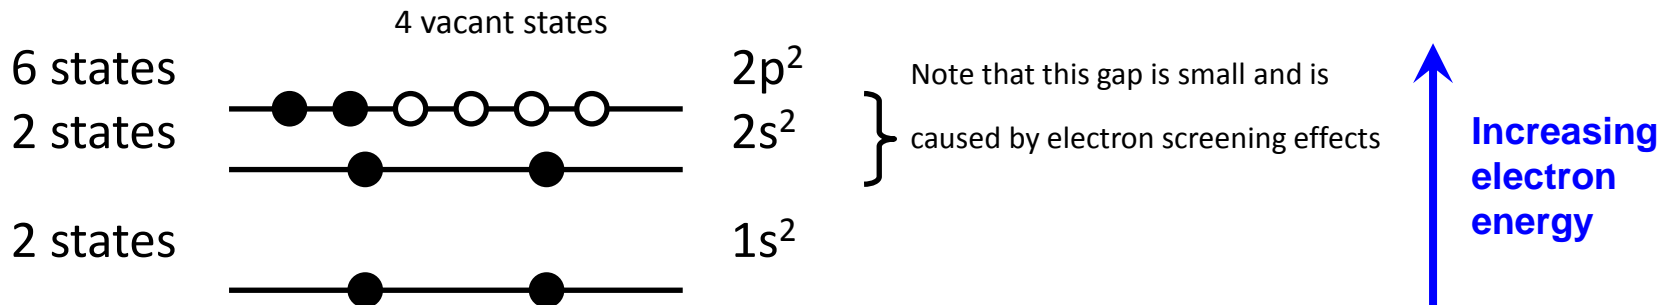 4 vacant states
6 states 2p²
Note that this gap is small and is
2 states 2s²
caused by electron screening effects
2 states 1s²
Increasing
electron
energy